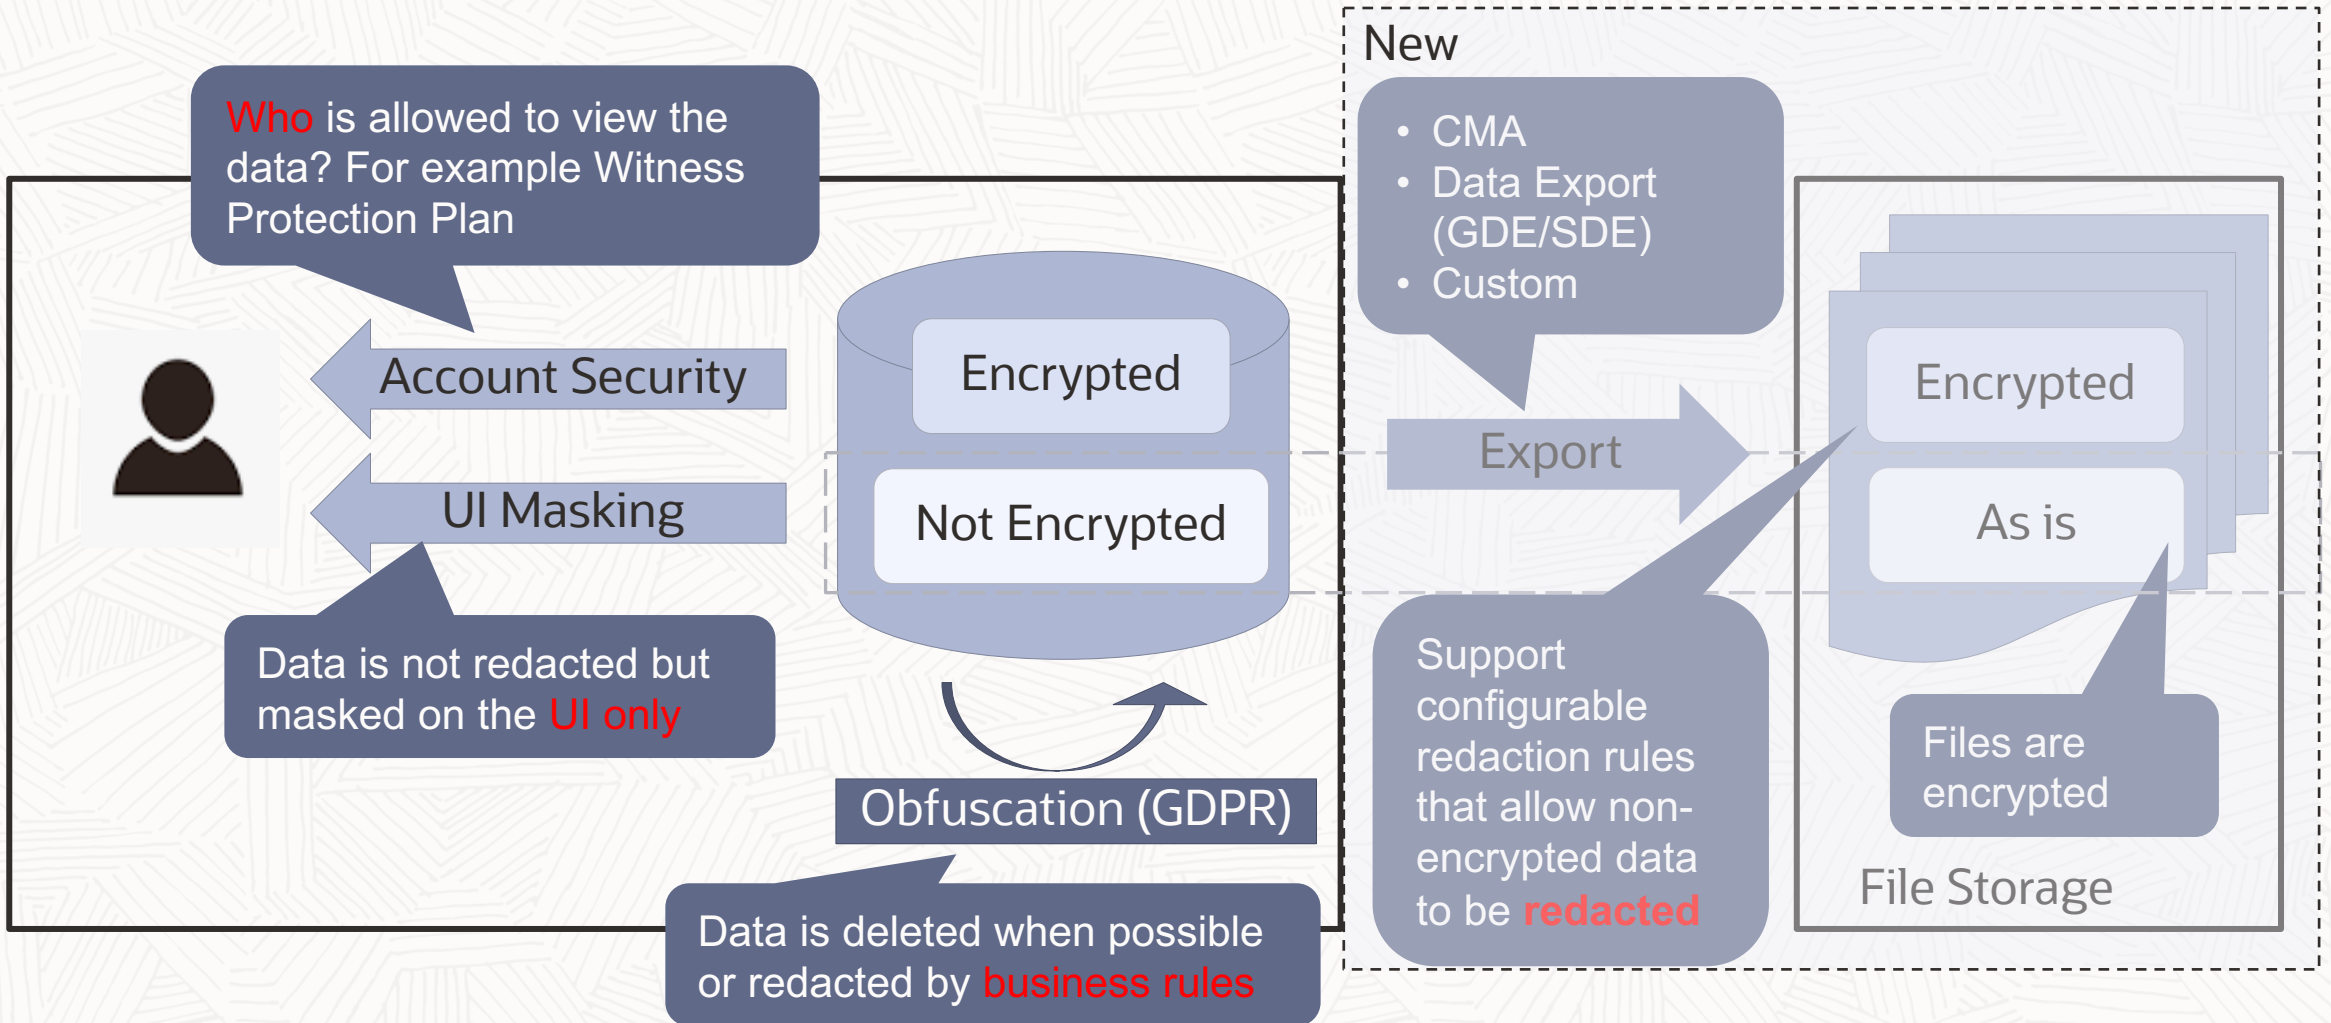 New
Who is allowed to view the
data? For example Witness
Protection Plan
• CMA
• Data Export
(GDE/SDE)
• Custom
Account Security
Encrypted
Export
Encrypted
UI Masking
Not Encrypted
As is
Data is not redacted but
masked on the UI only
Support
configurable
redaction rules
that allow non-
encrypted data
to be redacted
Files are
encrypted
Obfuscation (GDPR)
File Storage
Data is deleted when possible
or redacted by business rules